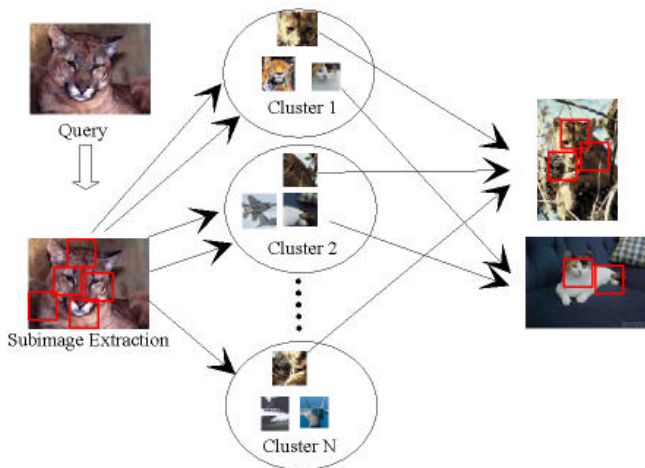 Query
Subimage Extraction
Cluster 1
Cluster 2
Cluster N